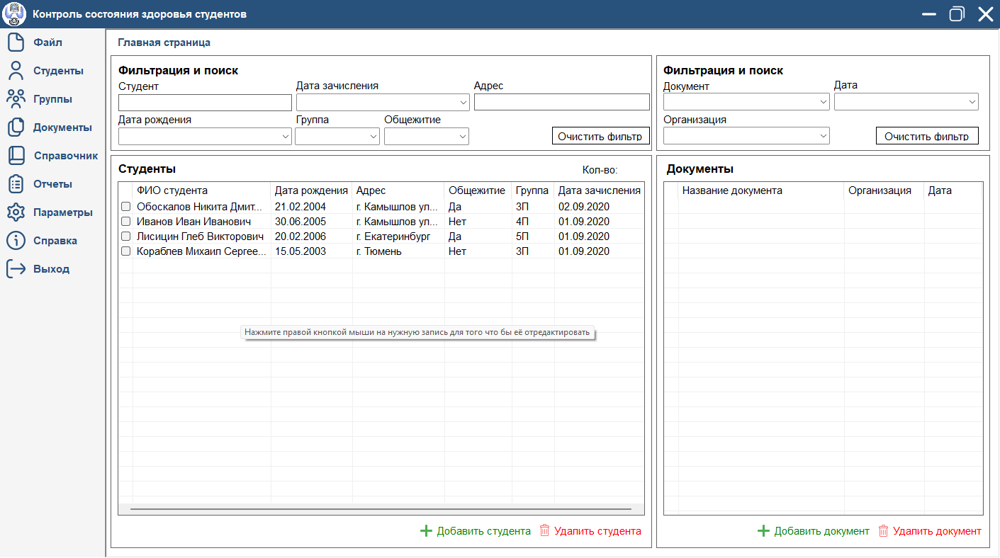 Контроль состояния здоровья студентов
Файл
Студенты
Группы
Документы
Справочник
Отчеты
Параметры
Справка
Выход
Главная страница
Фильтрация и поиск
Студент Дата зачисления Адрес
Дата рождения Группа Общежитие
Очистить фильтр
Фильтрация и поиск
Документ Дата
Организация
Очистить фильтр
Студенты Кол-во:
ФИО студента Дата рождения Адрес Общежитие Группа Дата зачисления
Обоскалов Никита Дмит... 21.02.2004 г. Камышлов ул... Да 3П 02.09.2020
Иванов Иван Иванович 30.06.2005 г. Камышлов ул... Нет 4П 01.09.2020
Лисицин Глеб Викторович 20.02.2006 г. Екатеринбург Да 5П 01.09.2020
Кораблев Михаил Сергее... 15.05.2003 г. Тюмень Нет 3П 01.09.2020
Нажмите правой кнопкой мыши на нужную запись для того что бы её отредактировать
Добавить студента Удалить студента
Документы
Название документа Организация Дата
Добавить документ Удалить документ